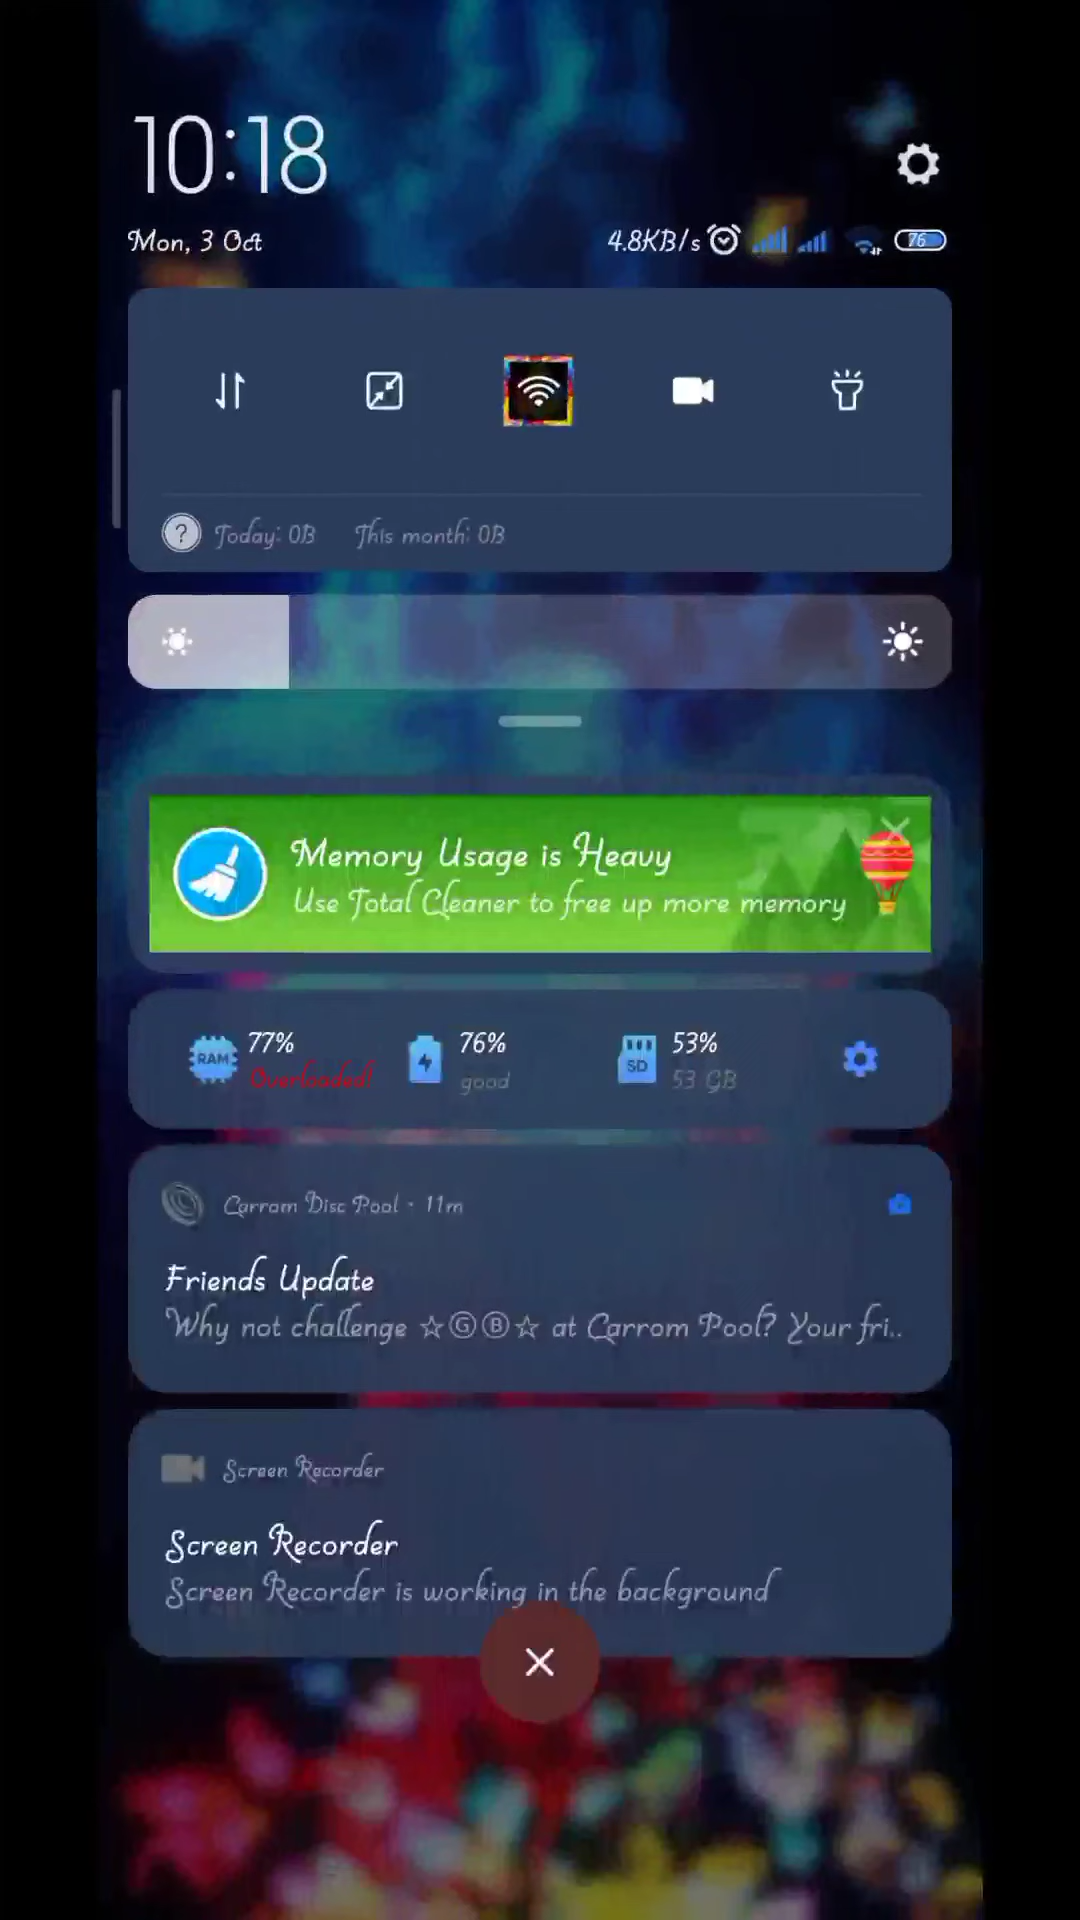 10:18
Mon, 3 Oct
4.8KB/s
76
Today: 0B This month: 0B
Memory Usage is Heavy
Use Total Cleaner to free up more memory
RAM 77% 76% SD 53%
Overloaded! good 53 GB
Carrom Disc Pool • 11m
Friends Update
Why not challenge ☆ⒼⒷ☆ at Carrom Pool? Your fri..
Screen Recorder
Screen Recorder
Screen Recorder is working in the background